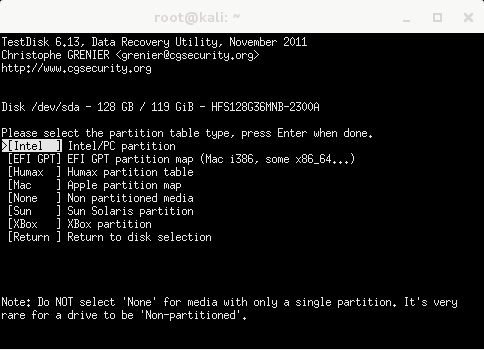 root@kali: ~
TestDisk 6.13, Data Recovery Utility, November 2011
Christophe GRENIER <grenier@cgsecurity.org>
http://www.cgsecurity.org
Disk /dev/sda - 128 GB / 119 GiB - HFS128G36MNB-2300A
Please select the partition table type, press Enter when done.
>[Intel  ] Intel/PC partition
[EFI GPT] EFI GPT partition map (Mac i386, some x86_64...)
[Humax  ] Humax partition table
[Mac    ] Apple partition map
[None   ] Non partitioned media
[Sun    ] Sun Solaris partition
[XBox   ] XBox partition
[Return ] Return to disk selection
Note: Do NOT select 'None' for media with only a single partition. It's very
rare for a drive to be 'Non-partitioned'.